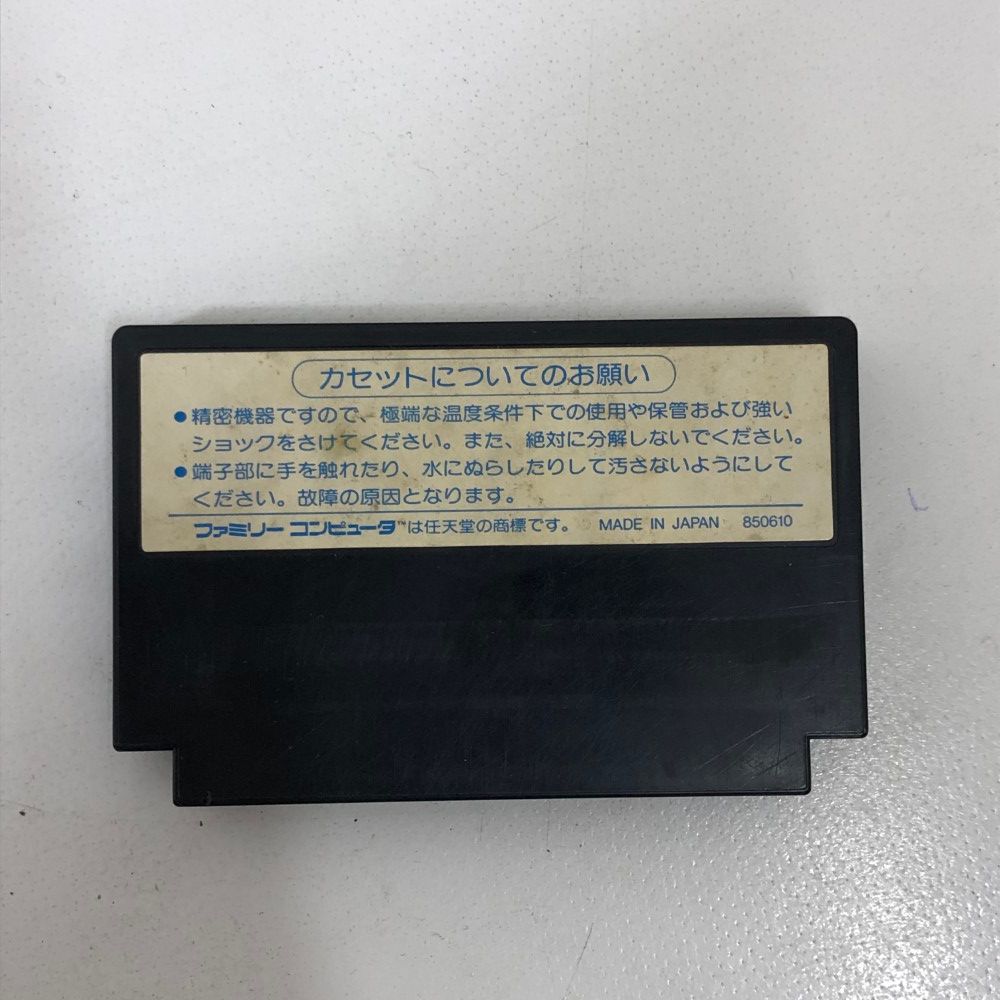 カセットについてのお願い
●精密機器ですので、極端な温度条件下での使用や保管および強い
ショックをさけてください。また、絶対に分解しないでください。
●端子部に手を触れたり、水にぬらしたりして汚さないようにして
ください。故障の原因となります。
ファミリー コンピュータ™は任天堂の商標です。 MADE IN JAPAN 850610